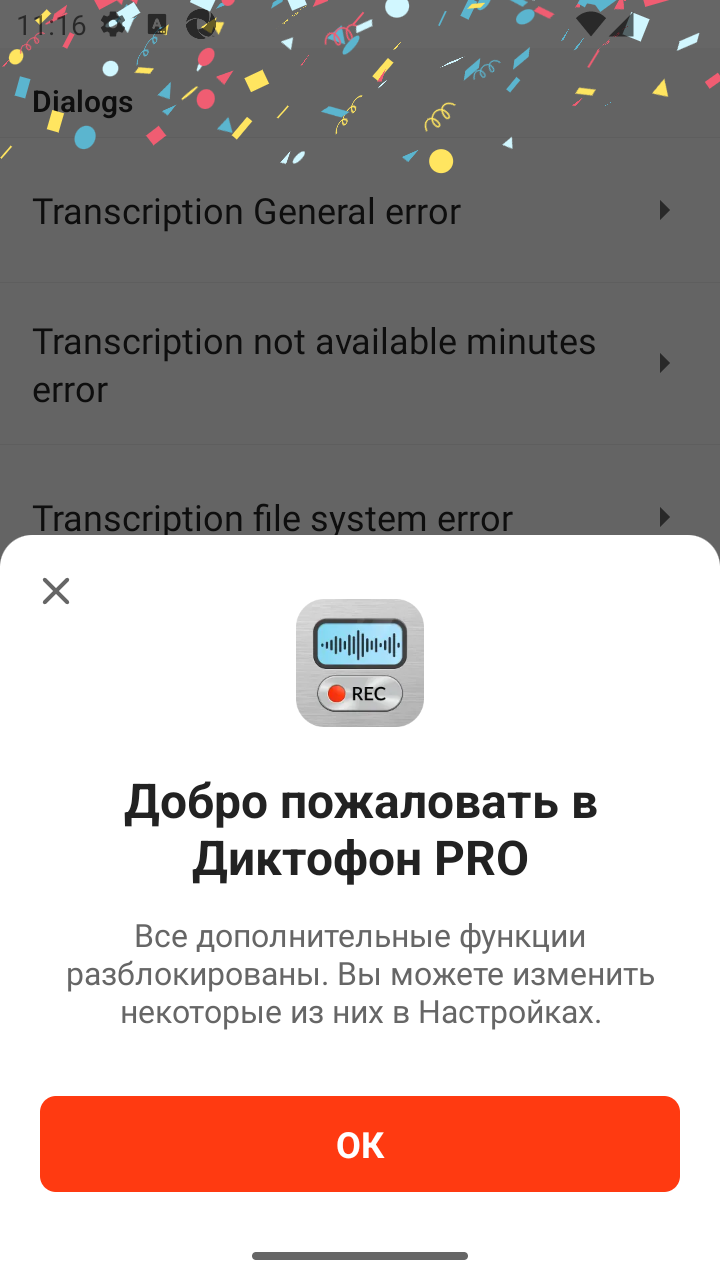 11:16
Dialogs
Transcription General error
Transcription not available minutes
error
Transcription file system error
REC
Добро пожаловать в
Диктофон PRO
Все дополнительные функции
разблокированы. Вы можете изменить
некоторые из них в Настройках.
ОК